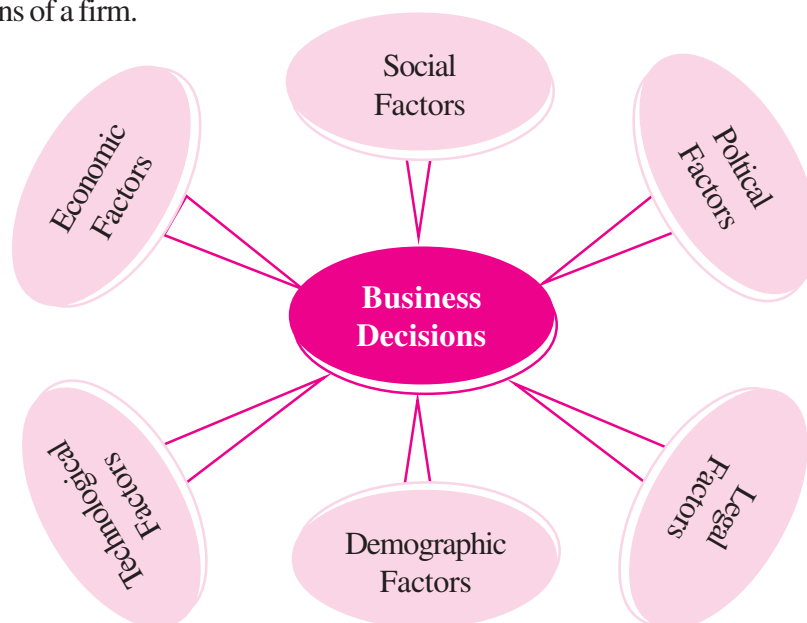 ns of a firm.
Social
Factors
Economic
Factors
Poltical
Factors
Business
Decisions
Technological
Factors
Demographic
Factors
Legal
Factors